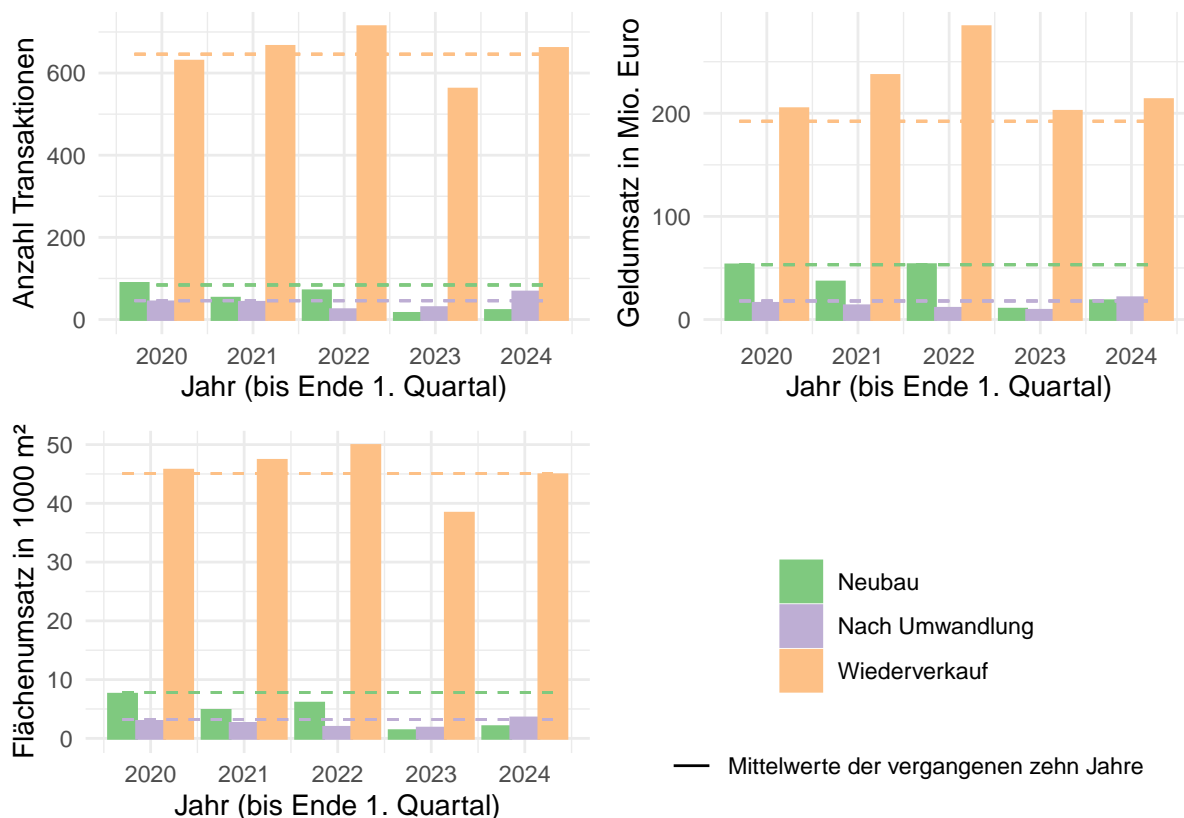 Anzahl Transaktionen
600
400
200
0
2020 2021 2022 2023 2024
Jahr (bis Ende 1. Quartal)
Geldumsatz in Mio. Euro
200
100
0
2020 2021 2022 2023 2024
Jahr (bis Ende 1. Quartal)
Flächenumsatz in 1000 m²
50
40
30
20
10
0
2020 2021 2022 2023 2024
Jahr (bis Ende 1. Quartal)
Neubau
Nach Umwandlung
Wiederverkauf
Mittelwerte der vergangenen zehn Jahre